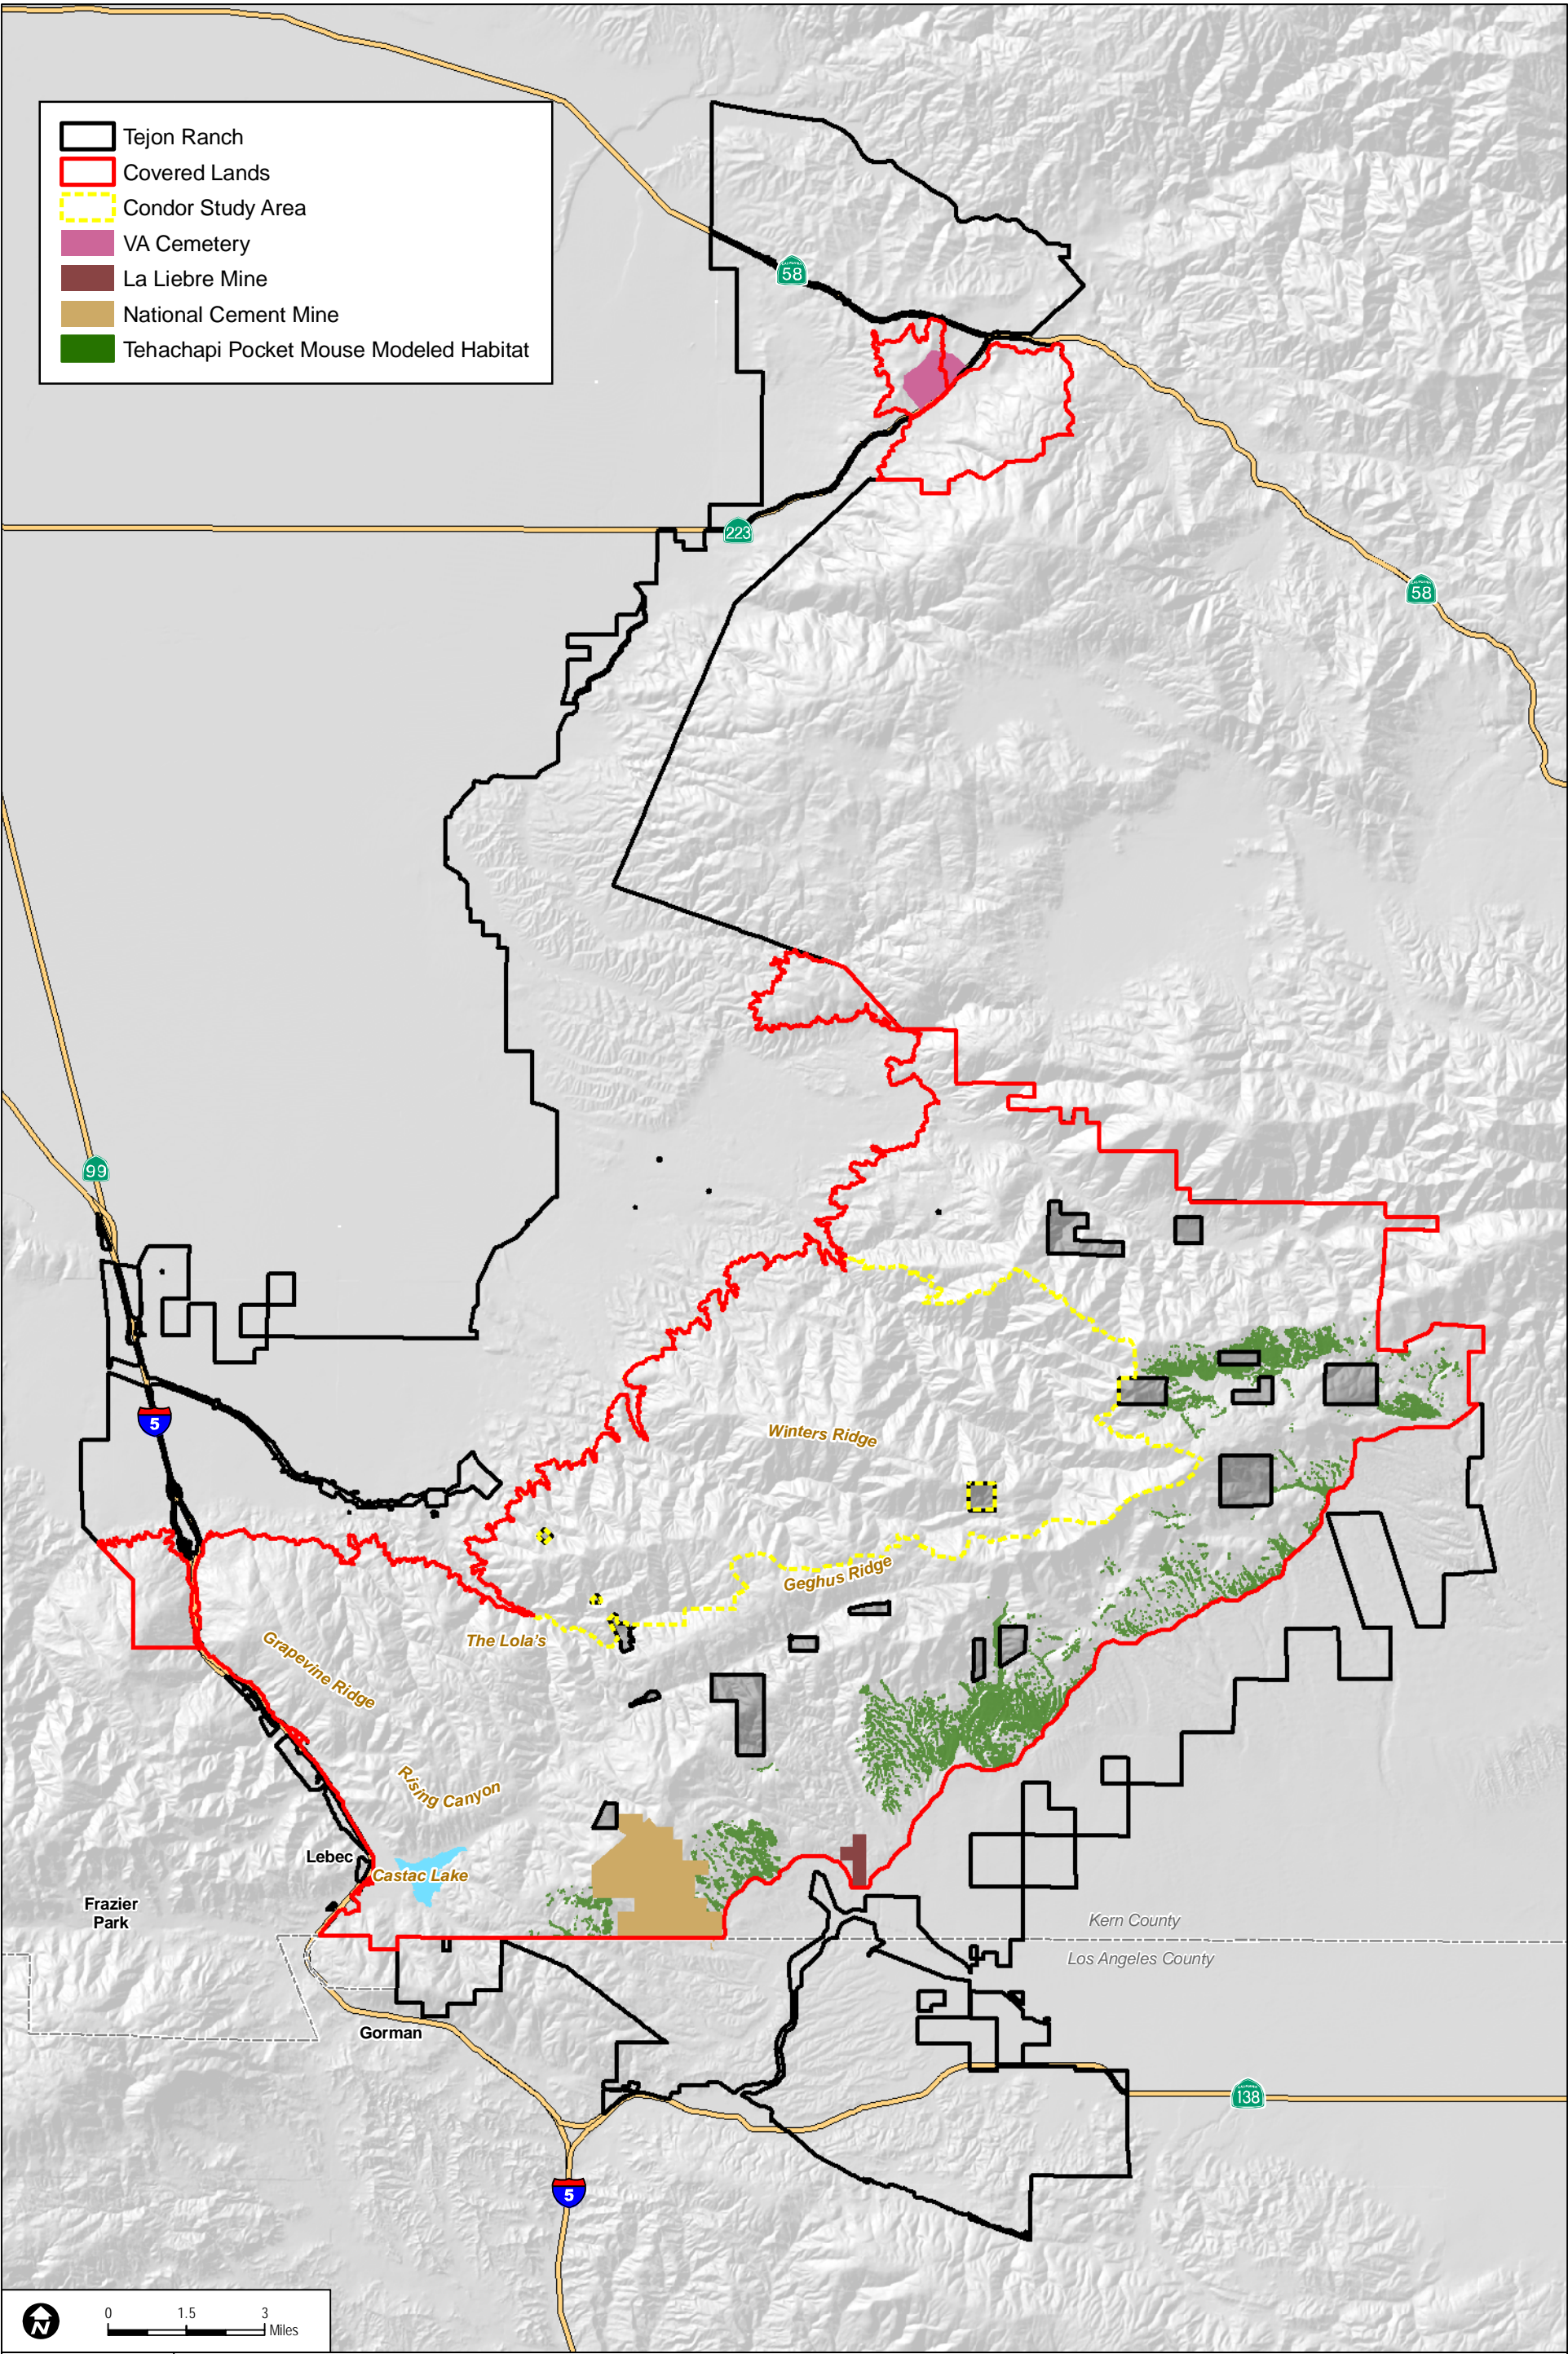 Tejon Ranch
Covered Lands
Condor Study Area
VA Cemetery
La Liebre Mine
National Cement Mine
Tehachapi Pocket Mouse Modeled Habitat
58
223
58
99
5
Winters Ridge
Geghus Ridge
The Lola's
Grapevine Ridge
Rising Canyon
Lebec
Castac Lake
Frazier
Park
Kern County
Los Angeles County
Gorman
138
5
N
0 1.5 3
Miles